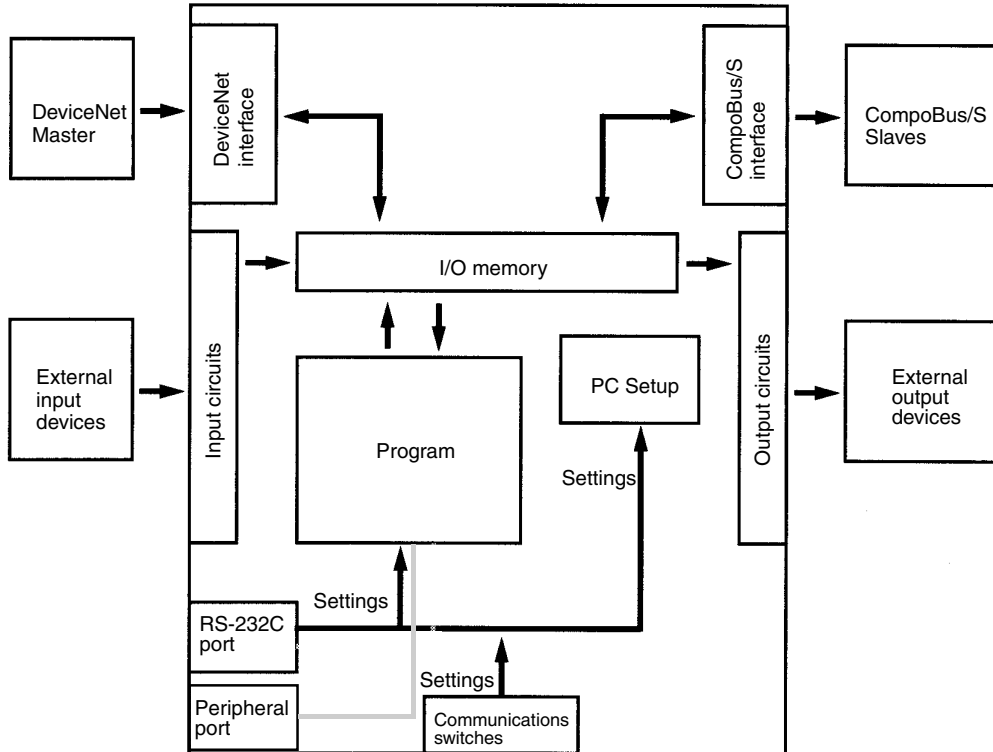 DeviceNet
Master
DeviceNet
interface
CompoBus/S
interface
CompoBus/S
Slaves
I/O memory
External
input
devices
Input circuits
Program
PC Setup
Output circuits
External
output
devices
Settings
Settings
RS-232C
port
Settings
Peripheral
port
Communications
switches